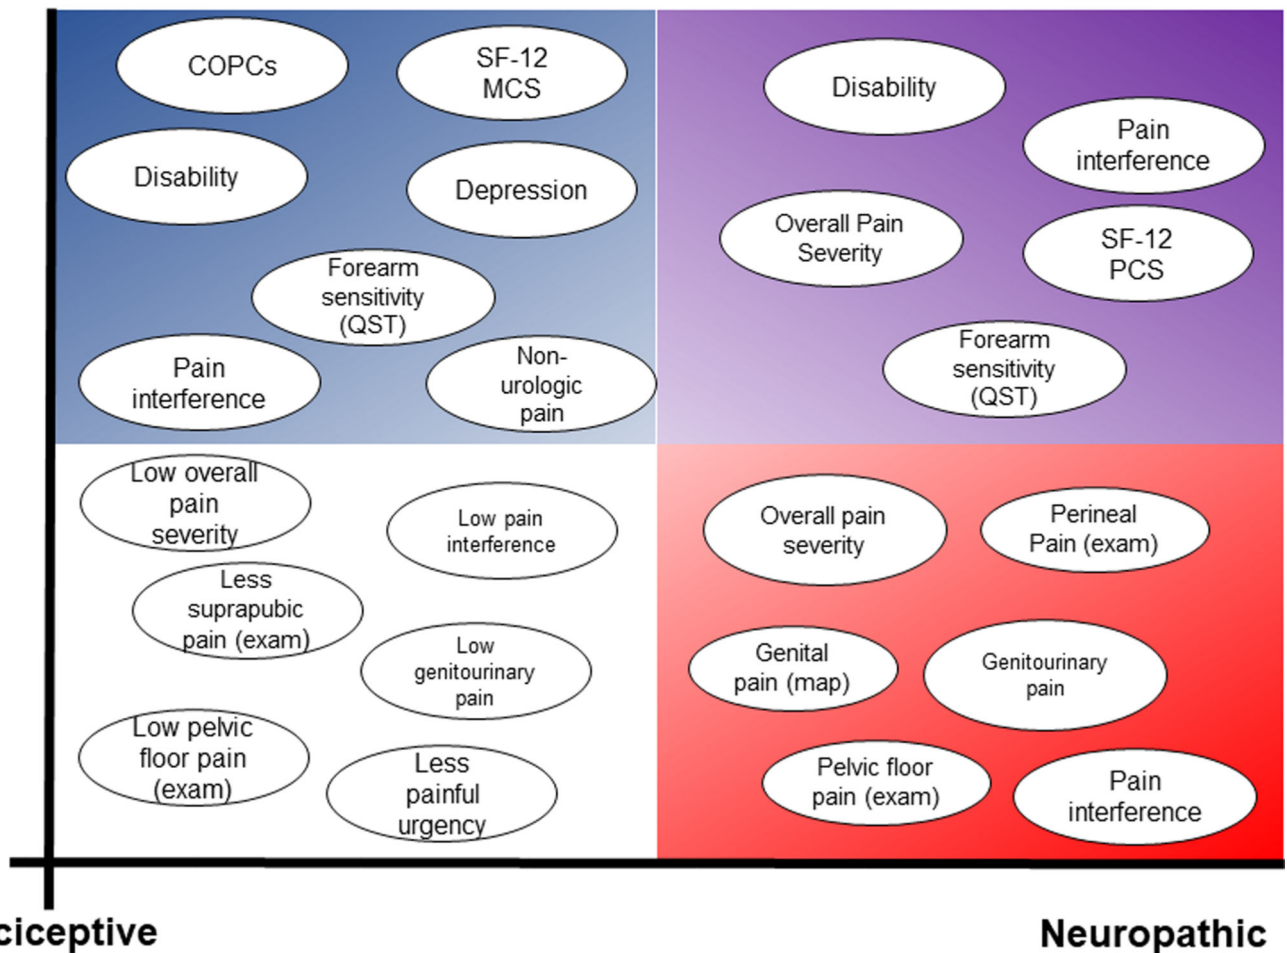 COPCs
SF-12
MCS
Disability
Depression
Forearm
sensitivity
(QST)
Pain
interference
Non-
urologic
pain
Disability
Pain
interference
Overall Pain
Severity
SF-12
PCS
Forearm
sensitivity
(QST)
Low overall
pain
severity
Low pain
interference
Less
suprapubic
pain (exam)
Low
genitourinary
pain
Low pelvic
floor pain
(exam)
Less
painful
urgency
Overall pain
severity
Perineal
Pain (exam)
Genital
pain (map)
Genitourinary
pain
Pelvic floor
pain (exam)
Pain
interference
ciceptive
Neuropathic